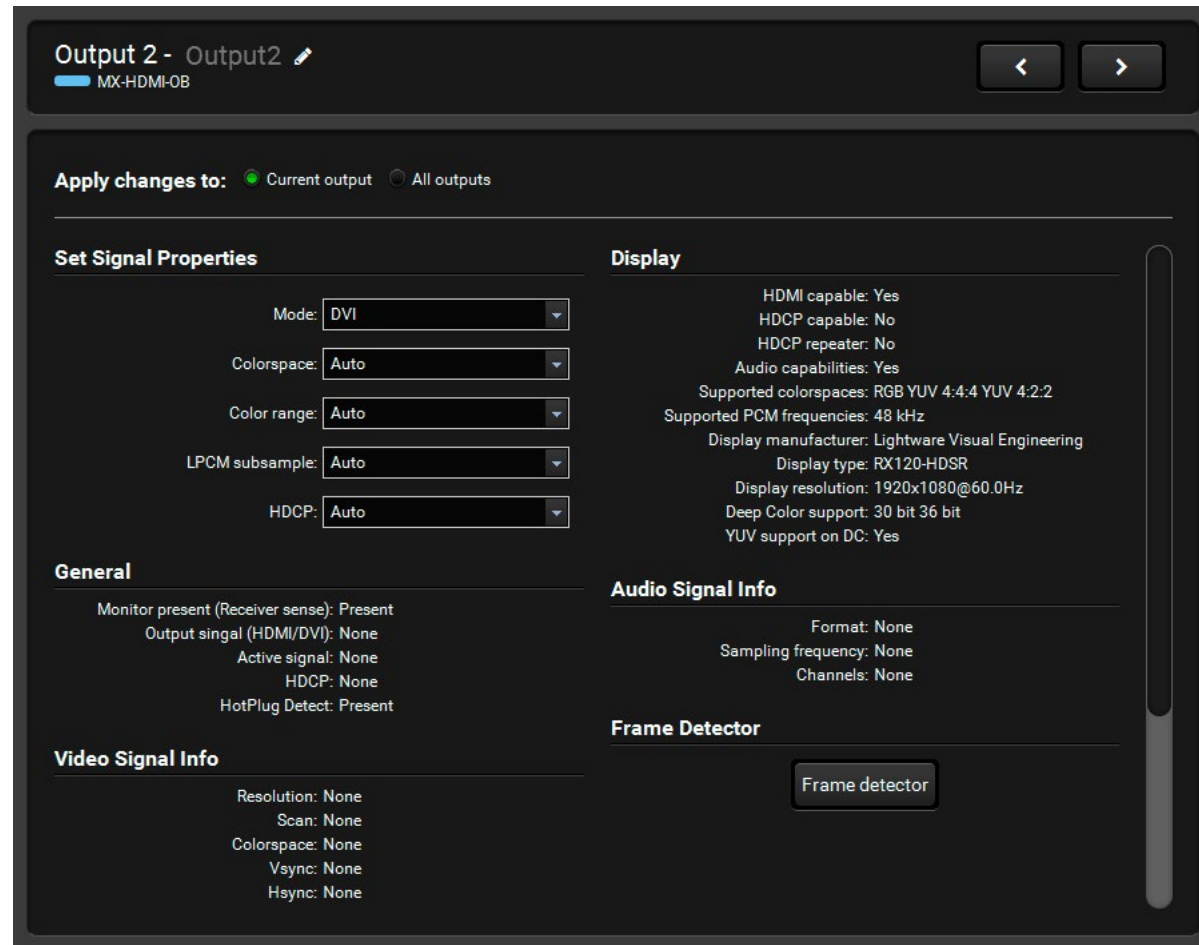 Output 2 - Output2
MX-HDMI-OB
Apply changes to: Current output All outputs
Set Signal Properties
Mode: DVI
Colorspace: Auto
Color range: Auto
LPCM subsample: Auto
HDCP: Auto
General
Monitor present (Receiver sense): Present
Output singal (HDMI/DVI): None
Active signal: None
HDCP: None
HotPlug Detect: Present
Video Signal Info
Resolution: None
Scan: None
Colorspace: None
Vsync: None
Hsync: None
Display
HDMI capable: Yes
HDCP capable: No
HDCP repeater: No
Audio capabilities: Yes
Supported colorspaces: RGB YUV 4:4:4 YUV 4:2:2
Supported PCM frequencies: 48 kHz
Display manufacturer: Lightware Visual Engineering
Display type: RX120-HDSR
Display resolution: 1920x1080@60.0Hz
Deep Color support: 30 bit 36 bit
YUV support on DC: Yes
Audio Signal Info
Format: None
Sampling frequency: None
Channels: None
Frame Detector
Frame detector